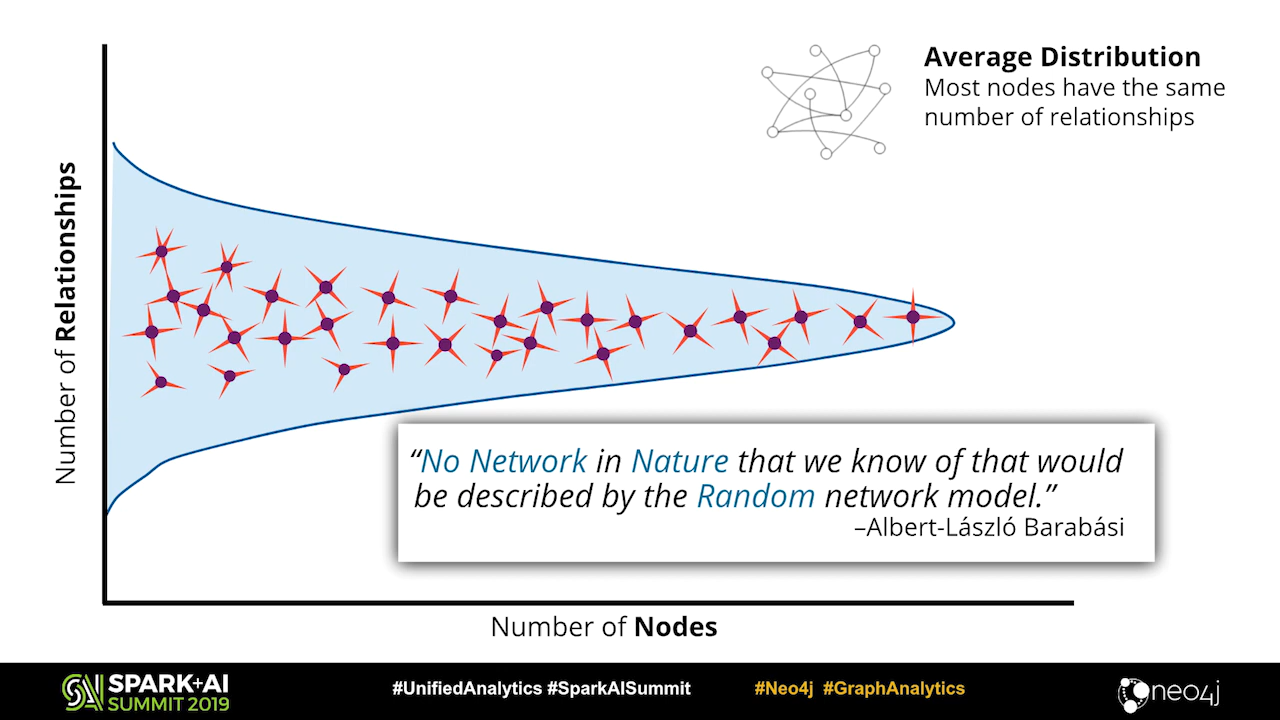 Average Distribution
Most nodes have the same
number of relationships
Number of Relationships
“No Network in Nature that we know of that would
be described by the Random network model.”
–Albert-László Barabási
Number of Nodes
SPARK+AI
SUMMIT 2019
#UnifiedAnalytics #SparkAISummit
#Neo4j #GraphAnalytics
neo4j